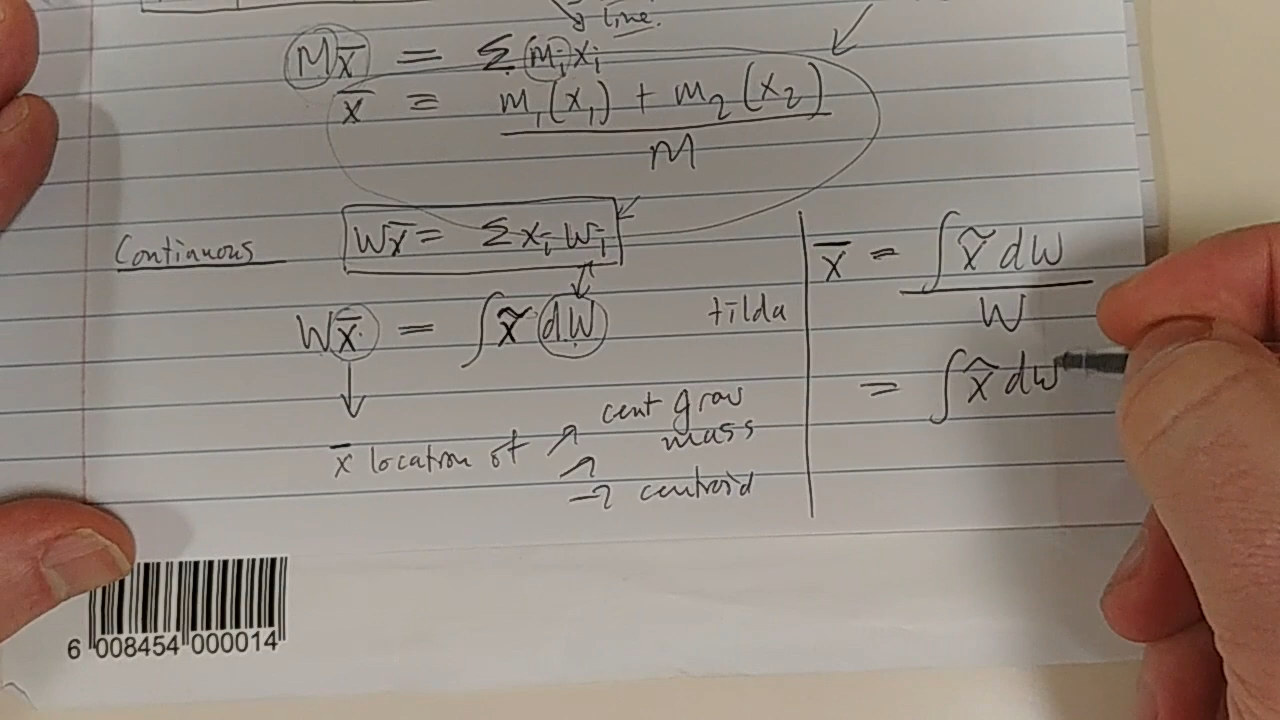 line.
Mx̄ = Σ mᵢxᵢ
x̄ = m₁(x₁) + m₂(x₂)
M
Continuous
Wx̄ = Σ xᵢ Wᵢ
Wx̄ = ∫ x̃ dW
tilda
x̄ location of
cent grav
mass
→ centroid
x̄ = ∫ x̃ dW
W
= ∫ x̃ dW
6 008454 000014